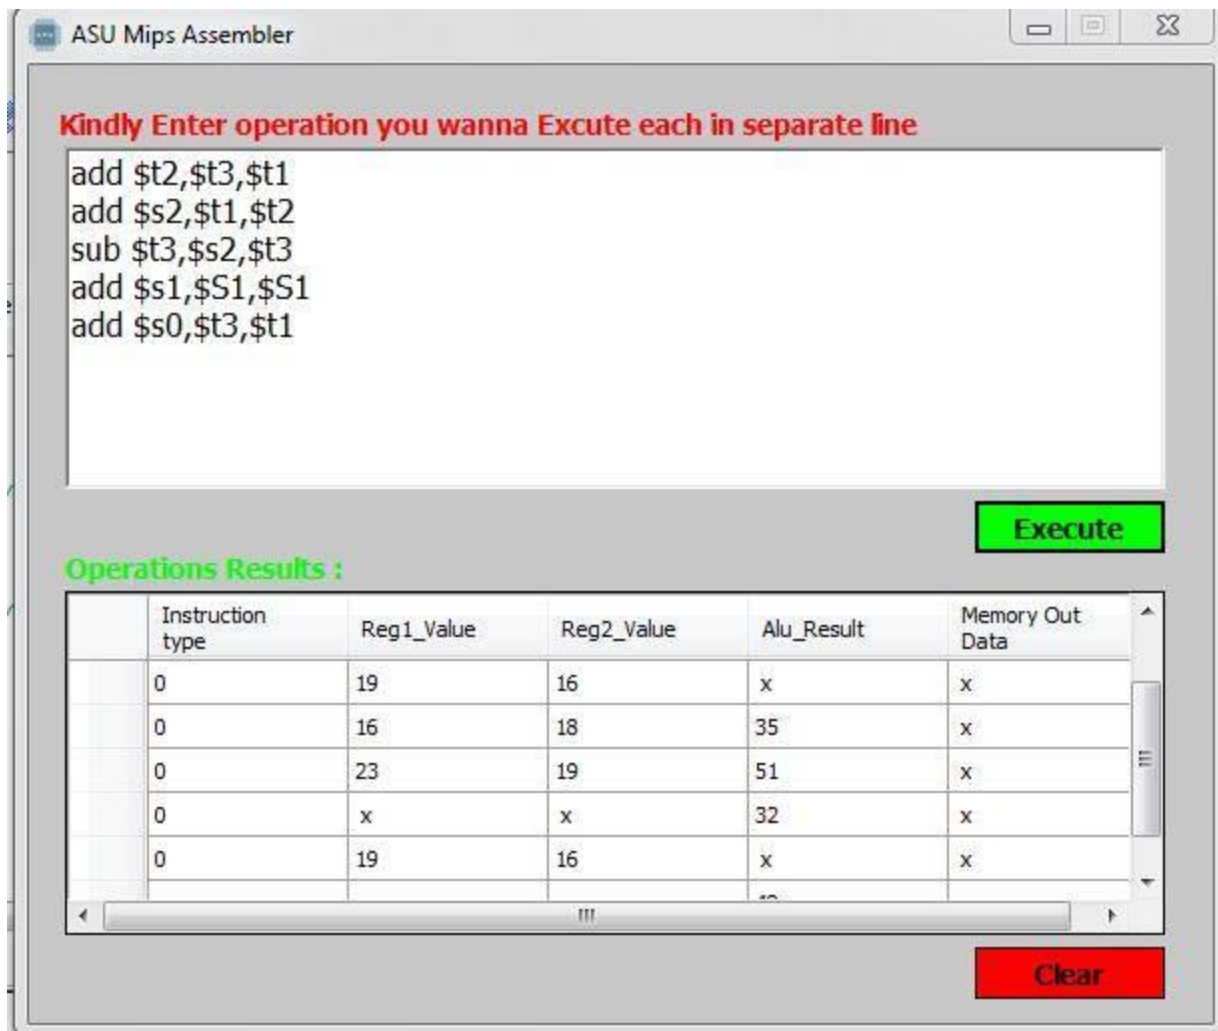 ASU Mips Assembler
Kindly Enter operation you wanna Excute each in separate line
add $t2,$t3,$t1
add $s2,$t1,$t2
sub $t3,$s2,$t3
add $s1,$S1,$S1
add $s0,$t3,$t1
Execute
Operations Results :
Instruction type Reg1_Value Reg2_Value Alu_Result Memory Out Data
0 19 16 x x
0 16 18 35 x
0 23 19 51 x
0 x x 32 x
0 19 16 x x
Clear